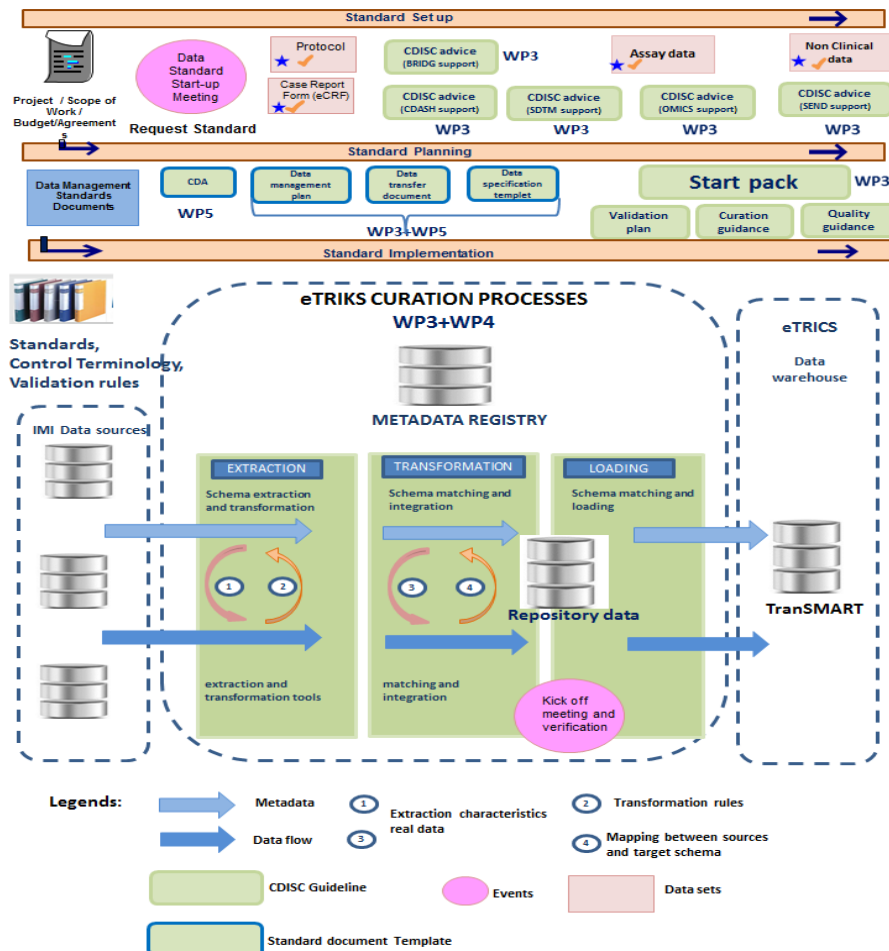 Standard Set up
Data
Standard
Start-up
Meeting
Request Standard
Project / Scope of
Work /
Budget/Agreement
s
Protocol
Case Report
Form (eCRF)
CDISC advice
(BRIDG support)
WP3
CDISC advice
(CDASH support)
WP3
CDISC advice
(SDTM support)
WP3
Assay data
CDISC advice
(OMICS support)
WP3
Non Clinical
data
CDISC advice
(SEND support)
WP3
Standard Planning
Data Management
Standards
Documents
CDA
WP5
Data
management
plan
Data
transfer
document
Data
specification
templet
WP3+WP5
Start pack
WP3
Validation
plan
Curation
guidance
Quality
guidance
Standard Implementation
Standards,
Control Terminology,
Validation rules
IMI Data sources
eTRIKS CURATION PROCESSES
WP3+WP4
METADATA REGISTRY
EXTRACTION
Schema extraction
and transformation
1
2
extraction and
transformation tools
TRANSFORMATION
Schema matching and
integration
3
4
matching and
integration
LOADING
Schema matching and
loading
Repository data
Kick off
meeting and
verification
eTRICS
Data
warehouse
TranSMART
Legends:
Metadata
Data flow
1
Extraction characteristics
real data
3
2
Transformation rules
4
Mapping between sources
and target schema
CDISC Guideline
Events
Data sets
Standard document Template